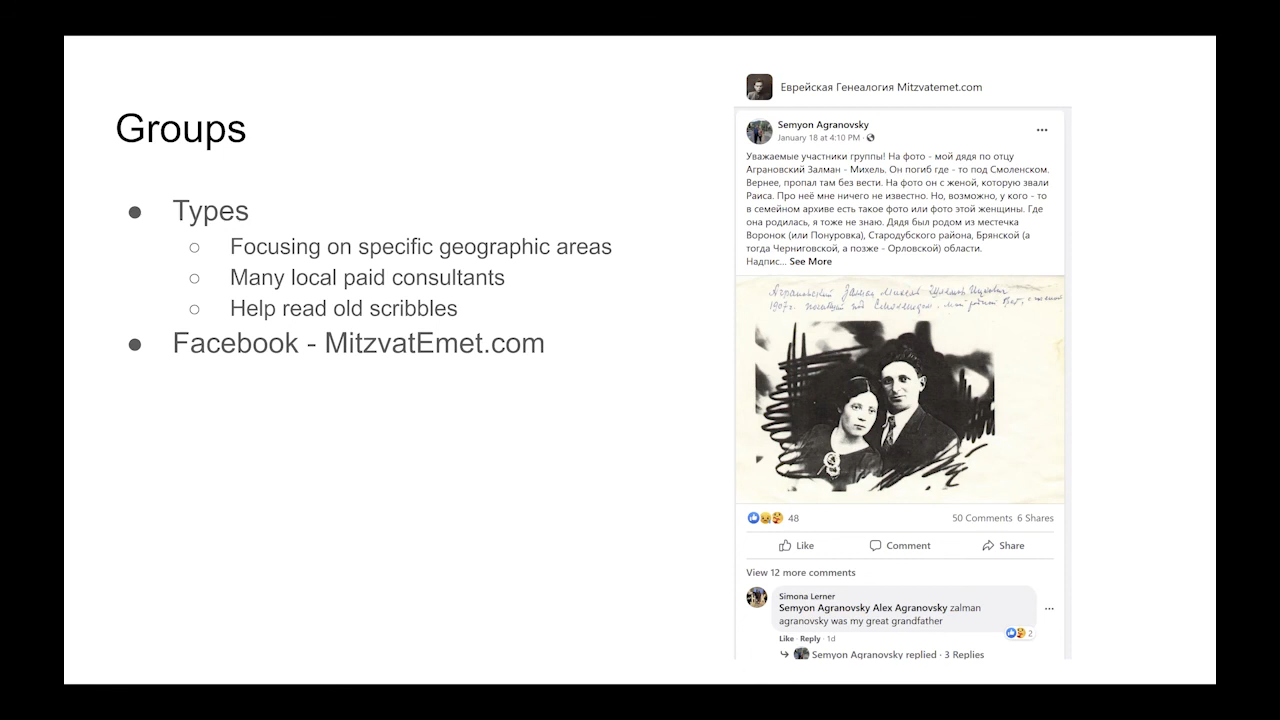 Groups
● Types
○ Focusing on specific geographic areas
○ Many local paid consultants
○ Help read old scribbles
● Facebook - MitzvatEmet.com
Еврейская Генеалогия Mitzvatemet.com
Semyon Agranovsky
January 18 at 4:10 PM ·
Уважаемые участники группы! На фото - мой дядя по отцу
Аграновский Залман - Михель. Он погиб где - то под Смоленском.
Вернее, пропал там без вести. На фото он с женой, которую звали
Раиса. Про неё мне ничего не известно. Но, возможно, у кого - то
в семейном архиве есть такое фото или фото этой женщины. Где
она родилась, я тоже не знаю. Дядя был родом из местечка
Воронок (или Понуровка), Стародубского района, Брянской (а
тогда Черниговской, а позже - Орловской) области.
Надпис... See More
Аграновский Залман Михель
1907г. под Смоленском
48
50 Comments 6 Shares
Like Comment Share
View 12 more comments
Simona Lerner
Semyon Agranovsky Alex Agranovsky zalman
agranovsky was my great grandfather
2
Like · Reply · 1d
Semyon Agranovsky replied · 3 Replies